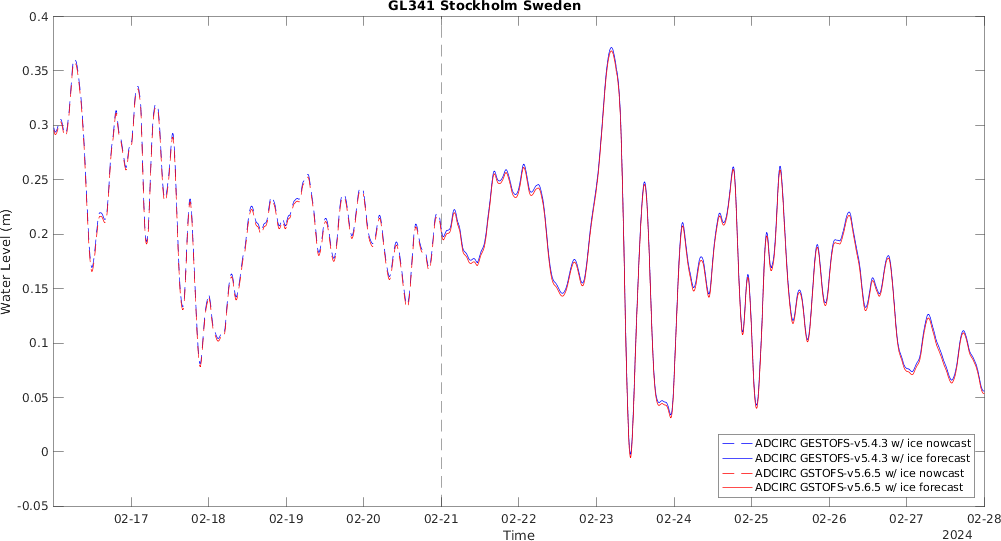 GL341 Stockholm Sweden
0.4
0.35
0.3
0.25
0.2
0.15
0.1
0.05
0
-0.05
Water Level (m)
02-17 02-18 02-19 02-20 02-21 02-22 02-23 02-24 02-25 02-26 02-27 02-28
Time
2024
ADCIRC GESTOFS-v5.4.3 w/ ice nowcast
ADCIRC GESTOFS-v5.4.3 w/ ice forecast
ADCIRC GSTOFS-v5.6.5 w/ ice nowcast
ADCIRC GSTOFS-v5.6.5 w/ ice forecast